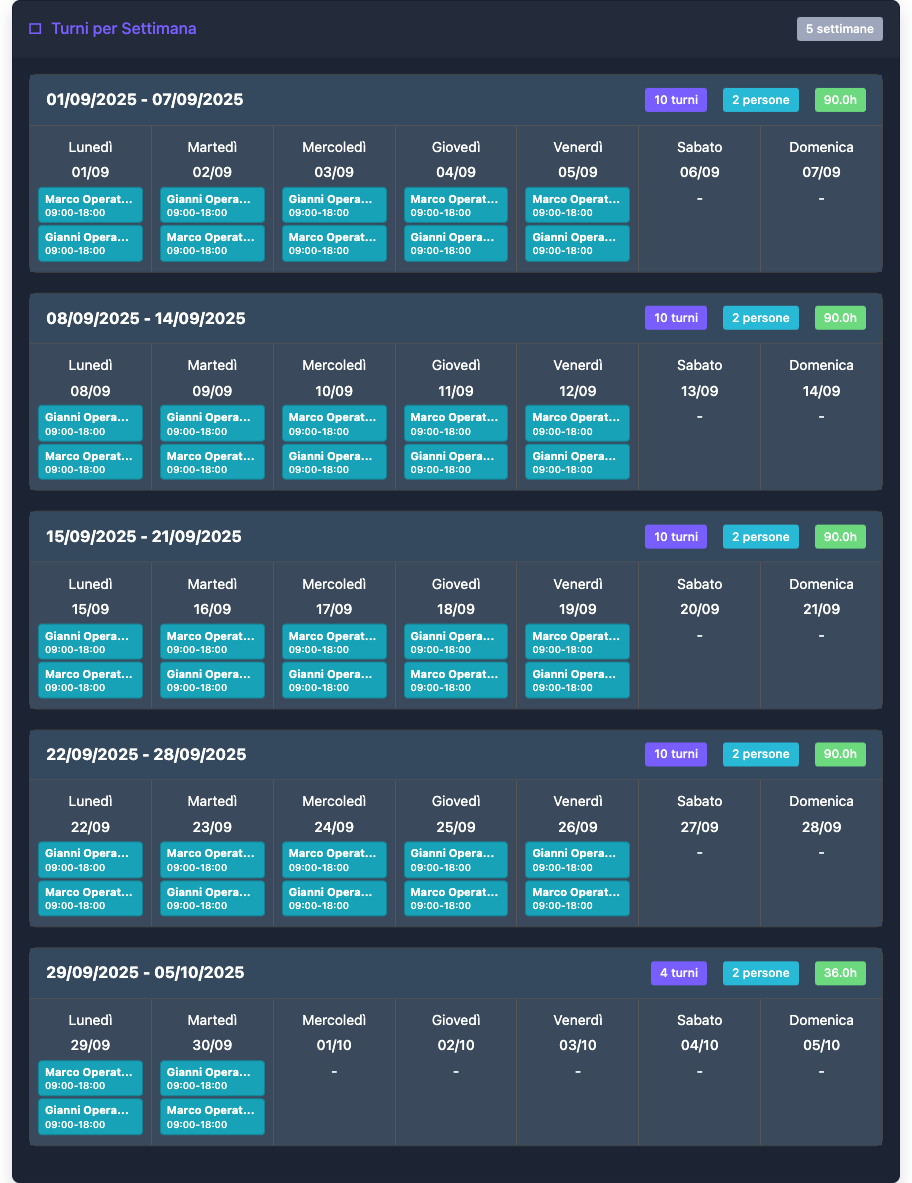 Turni per Settimana 5 settimane
01/09/2025 - 07/09/2025 10 turni 2 persone 90.0h
Lunedì Martedì Mercoledì Giovedì Venerdì Sabato Domenica
01/09 02/09 03/09 04/09 05/09 06/09 07/09
Marco Operat... Gianni Opera... Gianni Opera... Marco Operat... Marco Operat... - -
09:00-18:00 09:00-18:00 09:00-18:00 09:00-18:00 09:00-18:00
Gianni Opera... Marco Operat... Marco Operat... Gianni Opera... Gianni Opera...
09:00-18:00 09:00-18:00 09:00-18:00 09:00-18:00 09:00-18:00
08/09/2025 - 14/09/2025 10 turni 2 persone 90.0h
Lunedì Martedì Mercoledì Giovedì Venerdì Sabato Domenica
08/09 09/09 10/09 11/09 12/09 13/09 14/09
Gianni Opera... Gianni Opera... Marco Operat... Marco Operat... Marco Operat... - -
09:00-18:00 09:00-18:00 09:00-18:00 09:00-18:00 09:00-18:00
Marco Operat... Marco Operat... Gianni Opera... Gianni Opera... Gianni Opera...
09:00-18:00 09:00-18:00 09:00-18:00 09:00-18:00 09:00-18:00
15/09/2025 - 21/09/2025 10 turni 2 persone 90.0h
Lunedì Martedì Mercoledì Giovedì Venerdì Sabato Domenica
15/09 16/09 17/09 18/09 19/09 20/09 21/09
Gianni Opera... Marco Operat... Marco Operat... Gianni Opera... Marco Operat... - -
09:00-18:00 09:00-18:00 09:00-18:00 09:00-18:00 09:00-18:00
Marco Operat... Gianni Opera... Gianni Opera... Marco Operat... Gianni Opera...
09:00-18:00 09:00-18:00 09:00-18:00 09:00-18:00 09:00-18:00
22/09/2025 - 28/09/2025 10 turni 2 persone 90.0h
Lunedì Martedì Mercoledì Giovedì Venerdì Sabato Domenica
22/09 23/09 24/09 25/09 26/09 27/09 28/09
Gianni Opera... Marco Operat... Marco Operat... Gianni Opera... Gianni Opera... - -
09:00-18:00 09:00-18:00 09:00-18:00 09:00-18:00 09:00-18:00
Marco Operat... Gianni Opera... Gianni Opera... Marco Operat... Marco Operat...
09:00-18:00 09:00-18:00 09:00-18:00 09:00-18:00 09:00-18:00
29/09/2025 - 05/10/2025 4 turni 2 persone 36.0h
Lunedì Martedì Mercoledì Giovedì Venerdì Sabato Domenica
29/09 30/09 01/10 02/10 03/10 04/10 05/10
Marco Operat... Gianni Opera... - - - - -
09:00-18:00 09:00-18:00
Gianni Opera... Marco Operat...
09:00-18:00 09:00-18:00